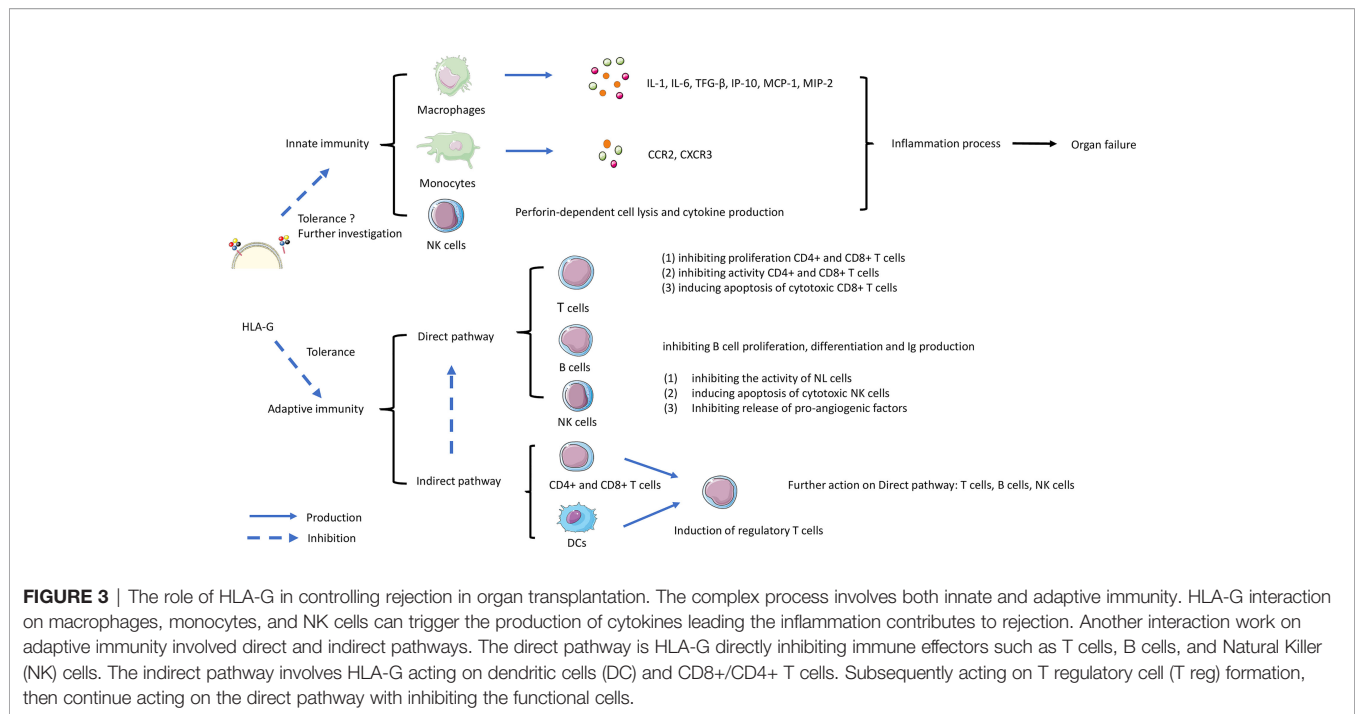 Macrophages
IL-1, IL-6, TFG-β, IP-10, MCP-1, MIP-2
Innate immunity
Inflammation process
Organ failure
Monocytes
CCR2, CXCR3
Tolerance ?
Further investigation
NK cells
Perforin-dependent cell lysis and cytokine production
HLA-G
Tolerance
Adaptive immunity
Direct pathway
T cells
(1) inhibiting proliferation CD4+ and CD8+ T cells
(2) inhibiting activity CD4+ and CD8+ T cells
(3) inducing apoptosis of cytotoxic CD8+ T cells
B cells
inhibiting B cell proliferation, differentiation and Ig production
NK cells
(1) inhibiting the activity of NL cells
(2) inducing apoptosis of cytotoxic NK cells
(3) Inhibiting release of pro-angiogenic factors
Indirect pathway
CD4+ and CD8+ T cells
DCs
Induction of regulatory T cells
Further action on Direct pathway: T cells, B cells, NK cells
Production
Inhibition
FIGURE 3 | The role of HLA-G in controlling rejection in organ transplantation. The complex process involves both innate and adaptive immunity. HLA-G interaction
on macrophages, monocytes, and NK cells can trigger the production of cytokines leading the inflammation contributes to rejection. Another interaction work on
adaptive immunity involved direct and indirect pathways. The direct pathway is HLA-G directly inhibiting immune effectors such as T cells, B cells, and Natural Killer
(NK) cells. The indirect pathway involves HLA-G acting on dendritic cells (DC) and CD8+/CD4+ T cells. Subsequently acting on T regulatory cell (T reg) formation,
then continue acting on the direct pathway with inhibiting the functional cells.